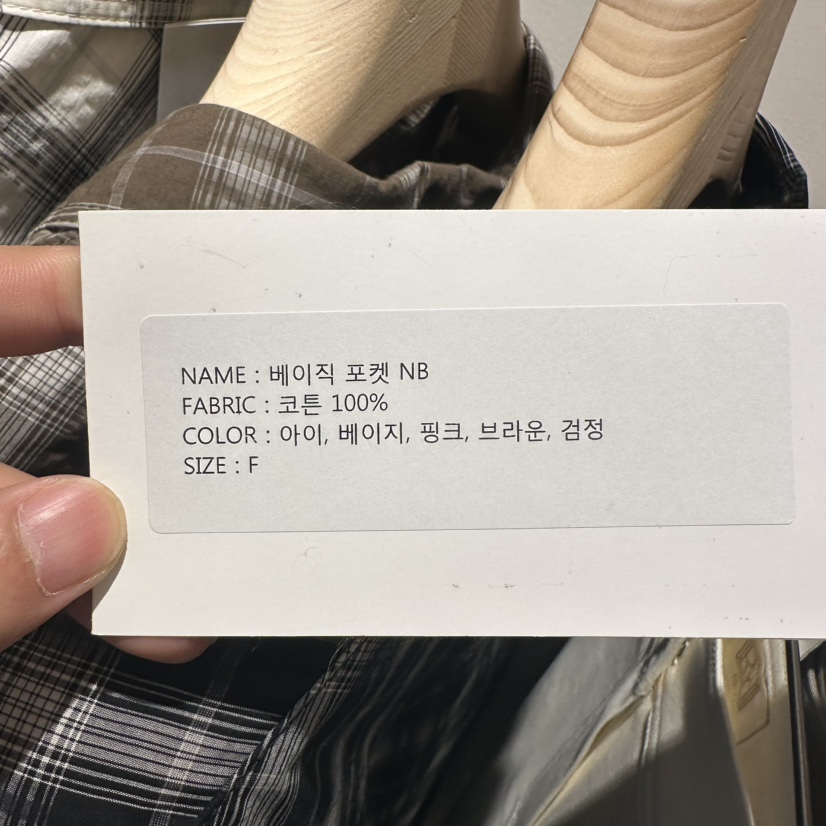 NAME : 베이직 포켓 NB
FABRIC : 코튼 100%
COLOR : 아이, 베이지, 핑크, 브라운, 검정
SIZE : F